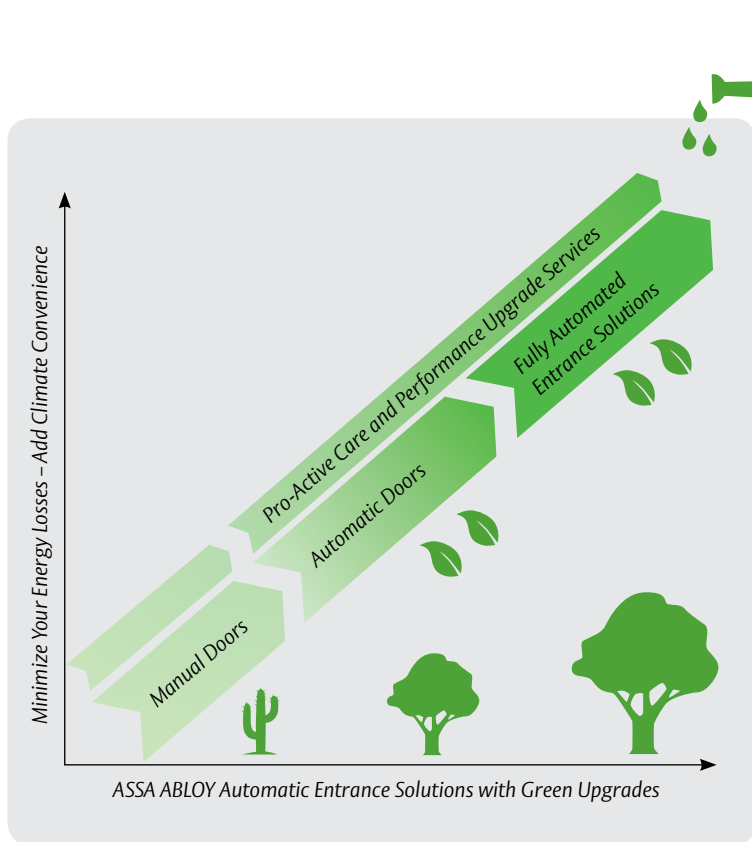 Minimize Your Energy Losses – Add Climate Convenience
Pro-Active Care and Performance Upgrade Services
Fully Automated
Entrance Solutions
Automatic Doors
Manual Doors
ASSA ABLOY Automatic Entrance Solutions with Green Upgrades